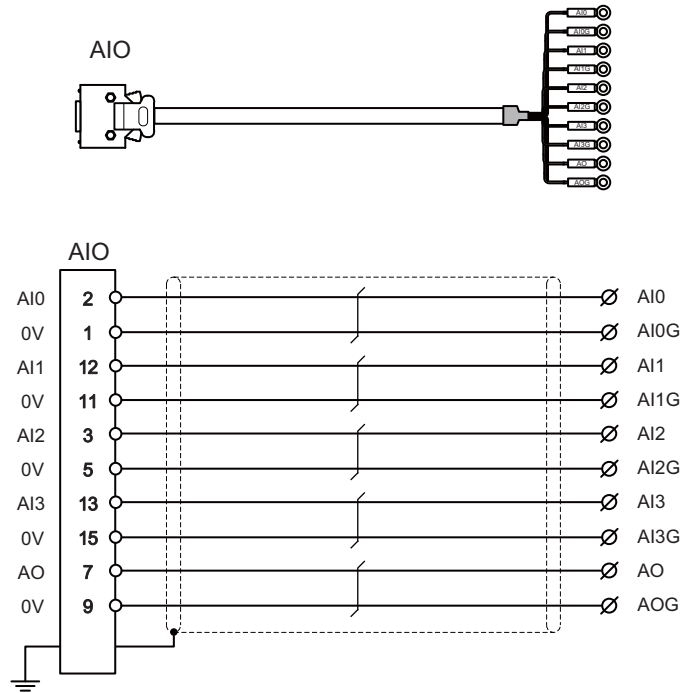 AIO
AI0
AI0G
AI1
AI1G
AI2
AI2G
AI3
AI3G
AO
AOG
AIO
AI0 2 AI0
0V 1 AI0G
AI1 12 AI1
0V 11 AI1G
AI2 3 AI2
0V 5 AI2G
AI3 13 AI3
0V 15 AI3G
AO 7 AO
0V 9 AOG